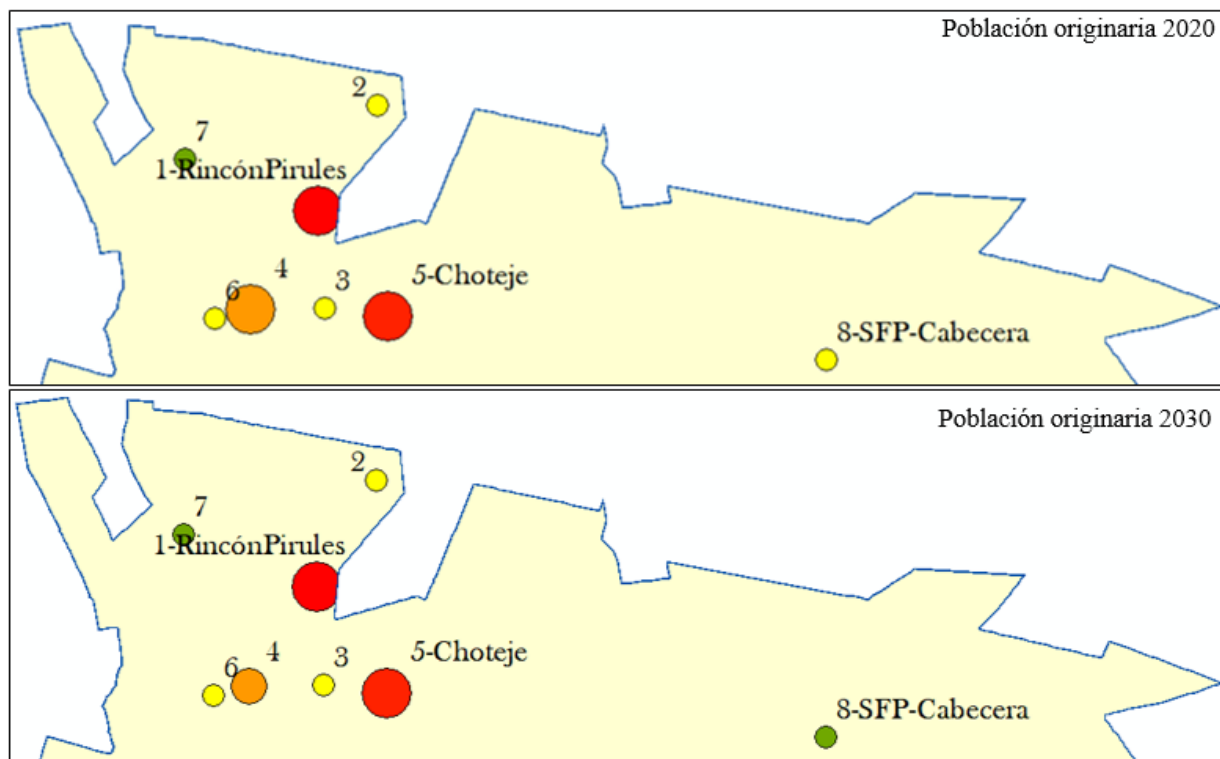 Población originaria 2020
2
7
1-RincónPirules
4
3
5-Choteje
6
8-SFP-Cabecera
Población originaria 2030
2
7
1-RincónPirules
6
4
3
5-Choteje
8-SFP-Cabecera